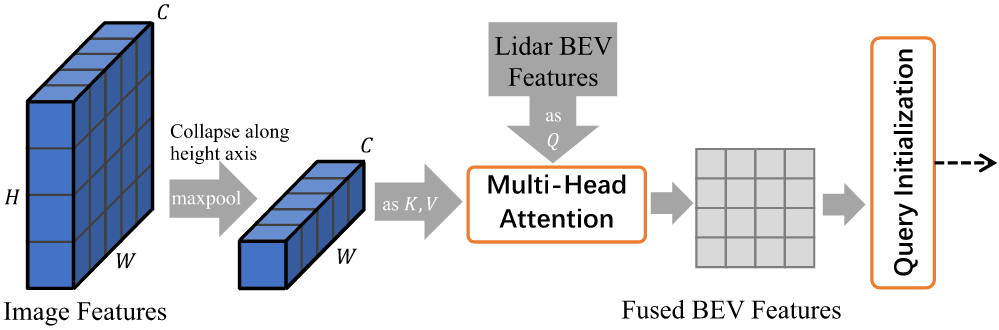 C
H
W
Image Features
Collapse along
height axis
maxpool
C
W
as K, V
Lidar BEV
Features
as
Q
Multi-Head
Attention
Fused BEV Features
Query Initialization